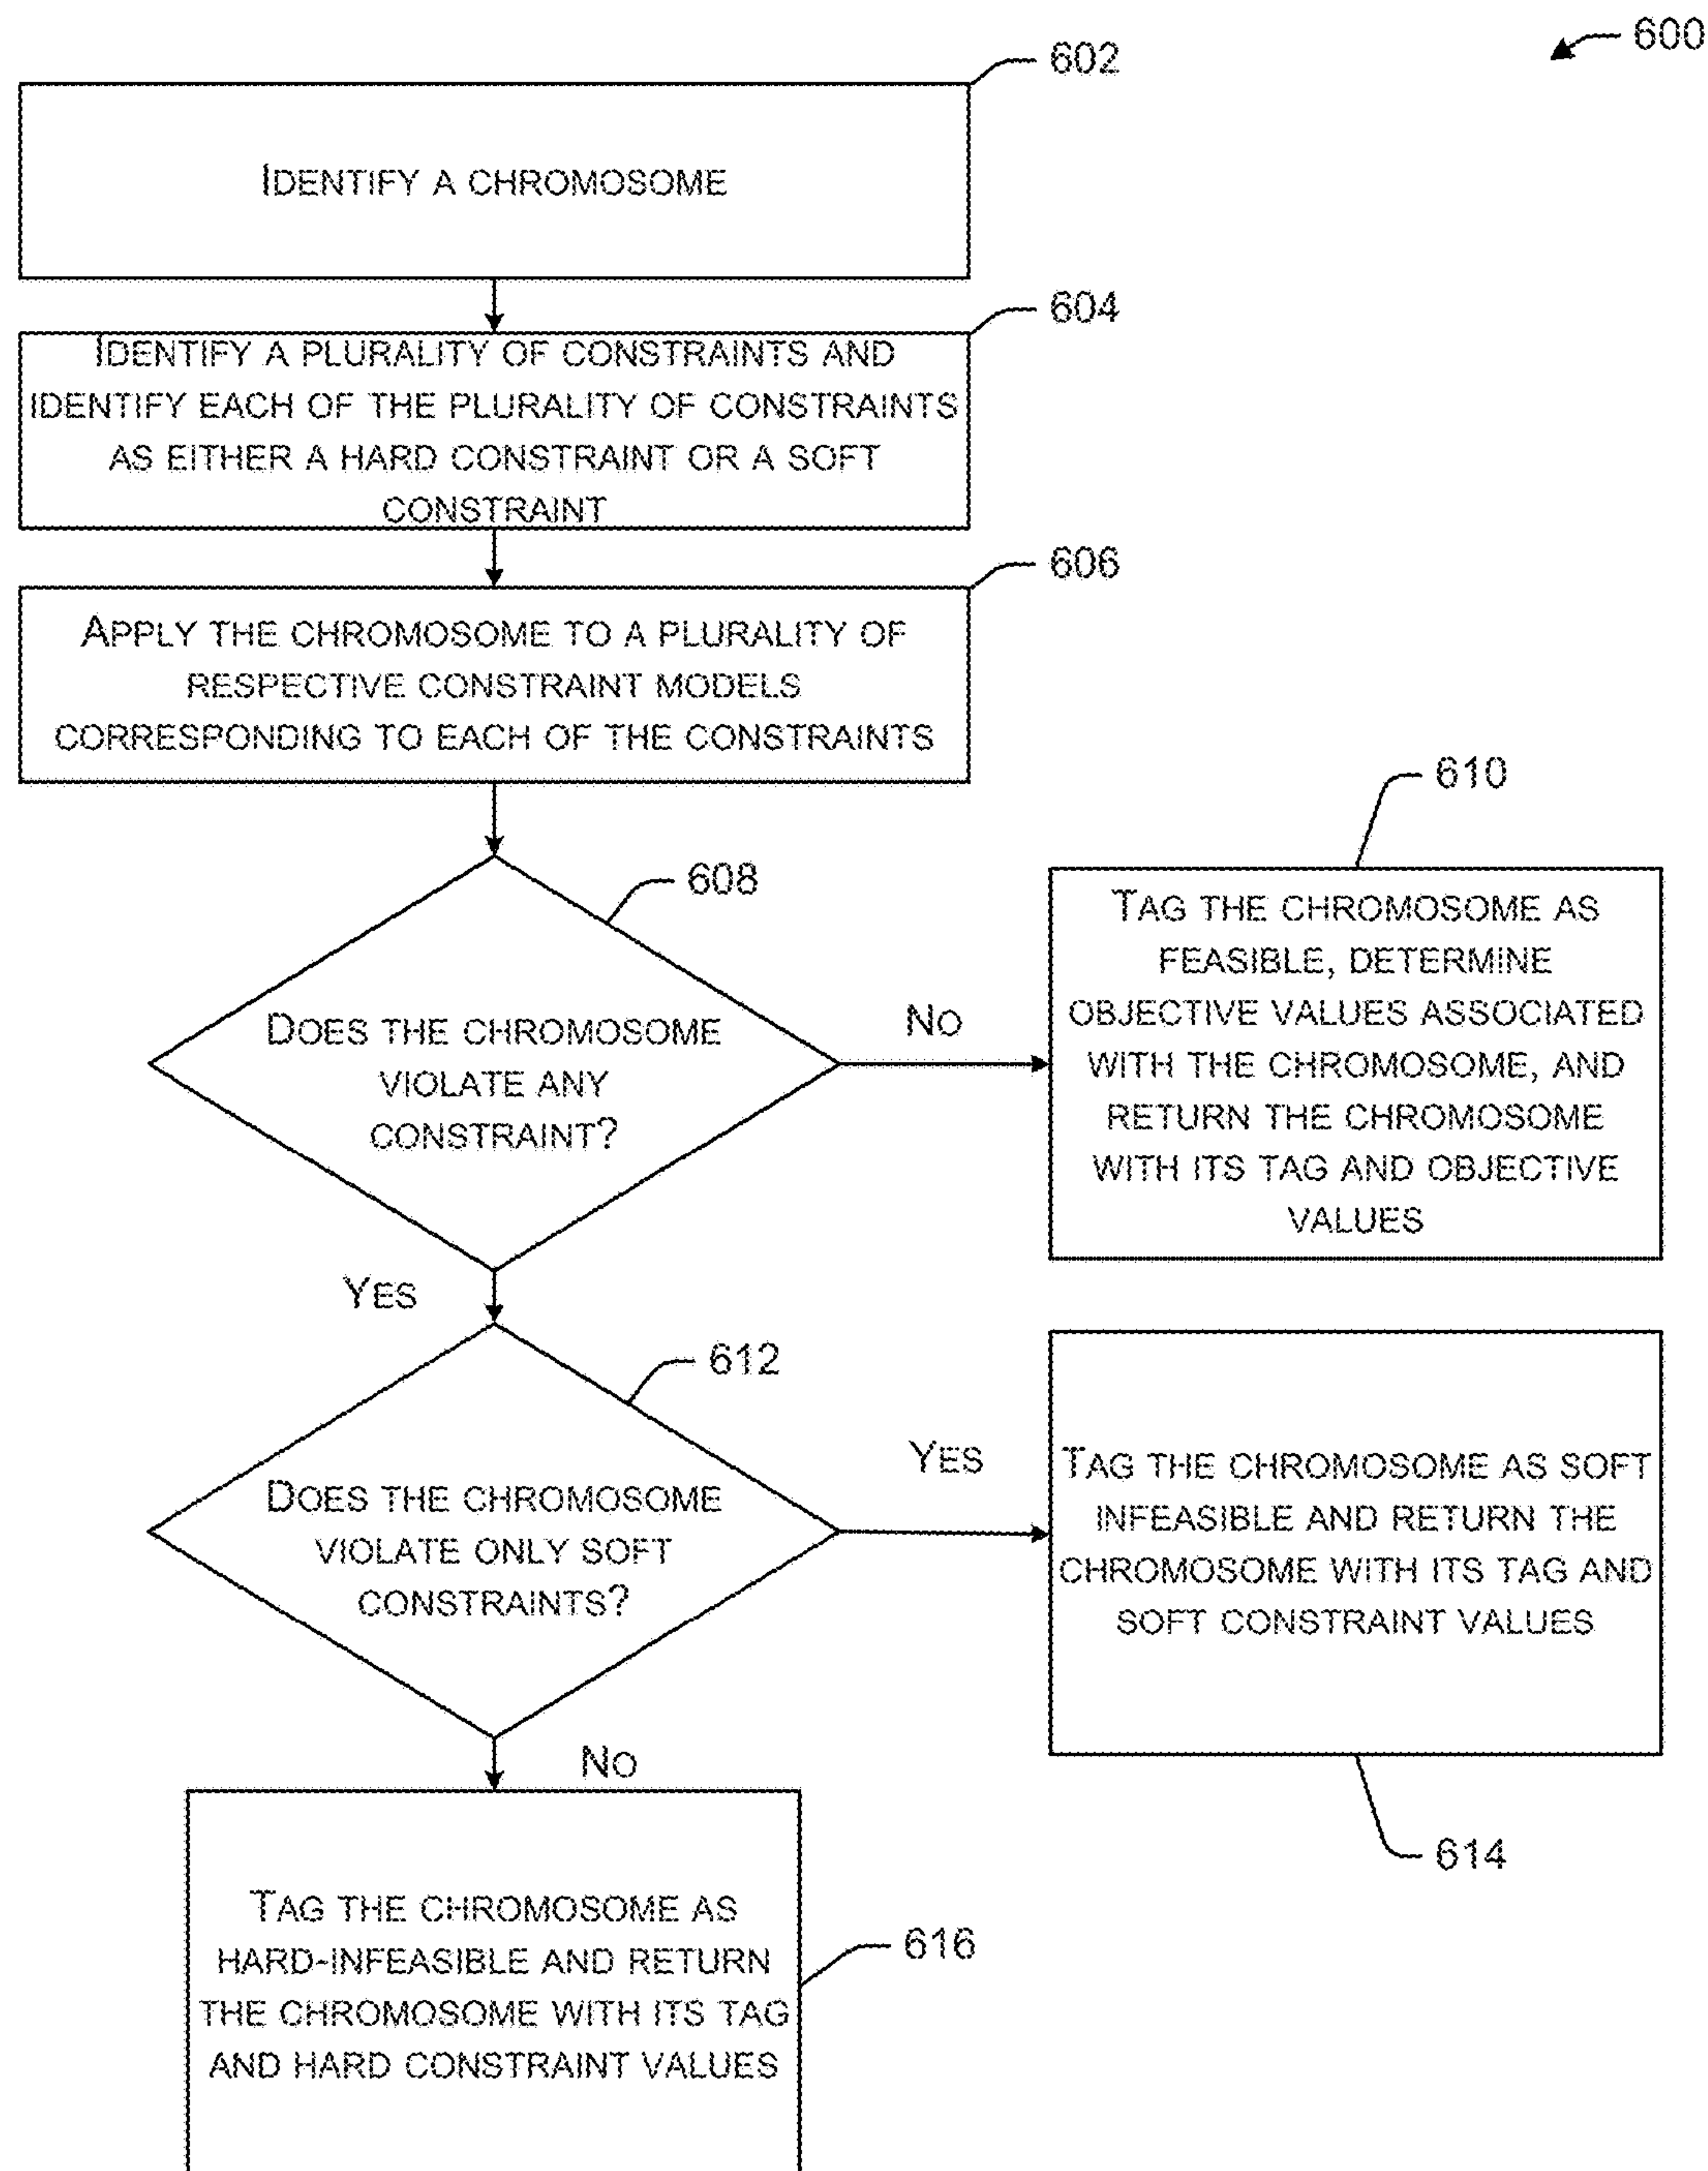 600
602
IDENTIFY A CHROMOSOME
604
IDENTIFY A PLURALITY OF CONSTRAINTS AND
IDENTIFY EACH OF THE PLURALITY OF CONSTRAINTS
AS EITHER A HARD CONSTRAINT OR A SOFT
CONSTRAINT
606
APPLY THE CHROMOSOME TO A PLURALITY OF
RESPECTIVE CONSTRAINT MODELS
CORRESPONDING TO EACH OF THE CONSTRAINTS
608
DOES THE CHROMOSOME
VIOLATE ANY
CONSTRAINT?
NO
610
TAG THE CHROMOSOME AS
FEASIBLE, DETERMINE
OBJECTIVE VALUES ASSOCIATED
WITH THE CHROMOSOME, AND
RETURN THE CHROMOSOME
WITH ITS TAG AND OBJECTIVE
VALUES
YES
612
DOES THE CHROMOSOME
VIOLATE ONLY SOFT
CONSTRAINTS?
YES
TAG THE CHROMOSOME AS SOFT
INFEASIBLE AND RETURN THE
CHROMOSOME WITH ITS TAG AND
SOFT CONSTRAINT VALUES
614
NO
TAG THE CHROMOSOME AS
HARD-INFEASIBLE AND RETURN
THE CHROMOSOME WITH ITS TAG
AND HARD CONSTRAINT VALUES
616